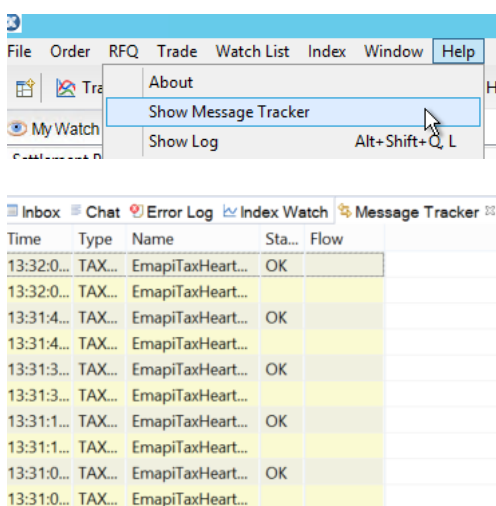 File Order RFQ Trade Watch List Index Window Help
Tra
About
H
My Watch
Show Message Tracker
Show Log Alt+Shift+Q, L
Inbox Chat Error Log Index Watch Message Tracker
Time Type Name Sta... Flow
13:32:0... TAX... EmapiTaxHeart... OK
13:32:0... TAX... EmapiTaxHeart...
13:31:4... TAX... EmapiTaxHeart... OK
13:31:4... TAX... EmapiTaxHeart...
13:31:3... TAX... EmapiTaxHeart... OK
13:31:3... TAX... EmapiTaxHeart...
13:31:1... TAX... EmapiTaxHeart... OK
13:31:1... TAX... EmapiTaxHeart...
13:31:0... TAX... EmapiTaxHeart... OK
13:31:0... TAX... EmapiTaxHeart...